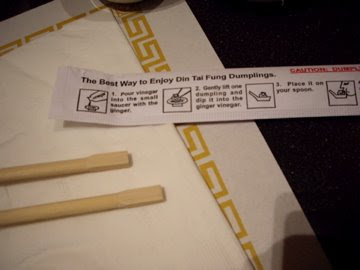 The Best Way to Enjoy Din Tai Fung Dumplings.
CAUTION: DUMPL
1. Pour vinegar
into the small
saucer with the
ginger.
2. Gently lift one
dumpling and
dip it into the
ginger vinegar.
3. Place it on
your spoon.